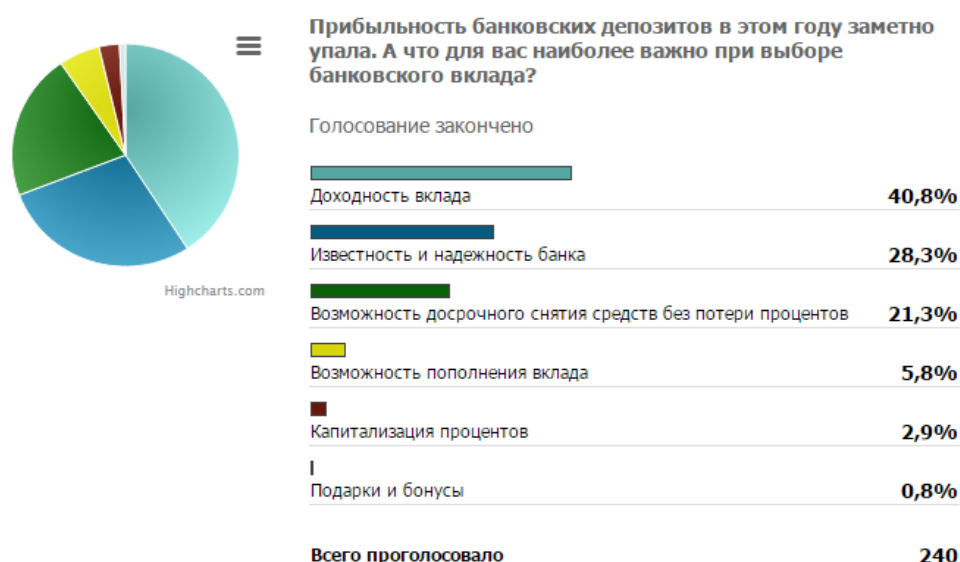 Прибыльность банковских депозитов в этом году заметно
упала. А что для вас наиболее важно при выборе
банковского вклада?
Голосование закончено
Доходность вклада 40,8%
Известность и надежность банка 28,3%
Highcharts.com
Возможность досрочного снятия средств без потери процентов 21,3%
Возможность пополнения вклада 5,8%
Капитализация процентов 2,9%
Подарки и бонусы 0,8%
Всего проголосовало 240